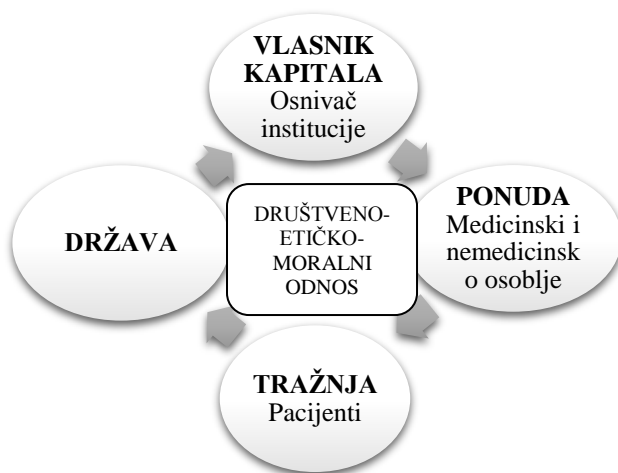 VLASNIK
KAPITALA
Osnivač
institucije
PONUDA
Medicinski i
nemedicinsk
o osoblje
DRŽAVA
DRUŠTVENO-
ETIČKO-
MORALNI
ODNOS
TRAŽNJA
Pacijenti